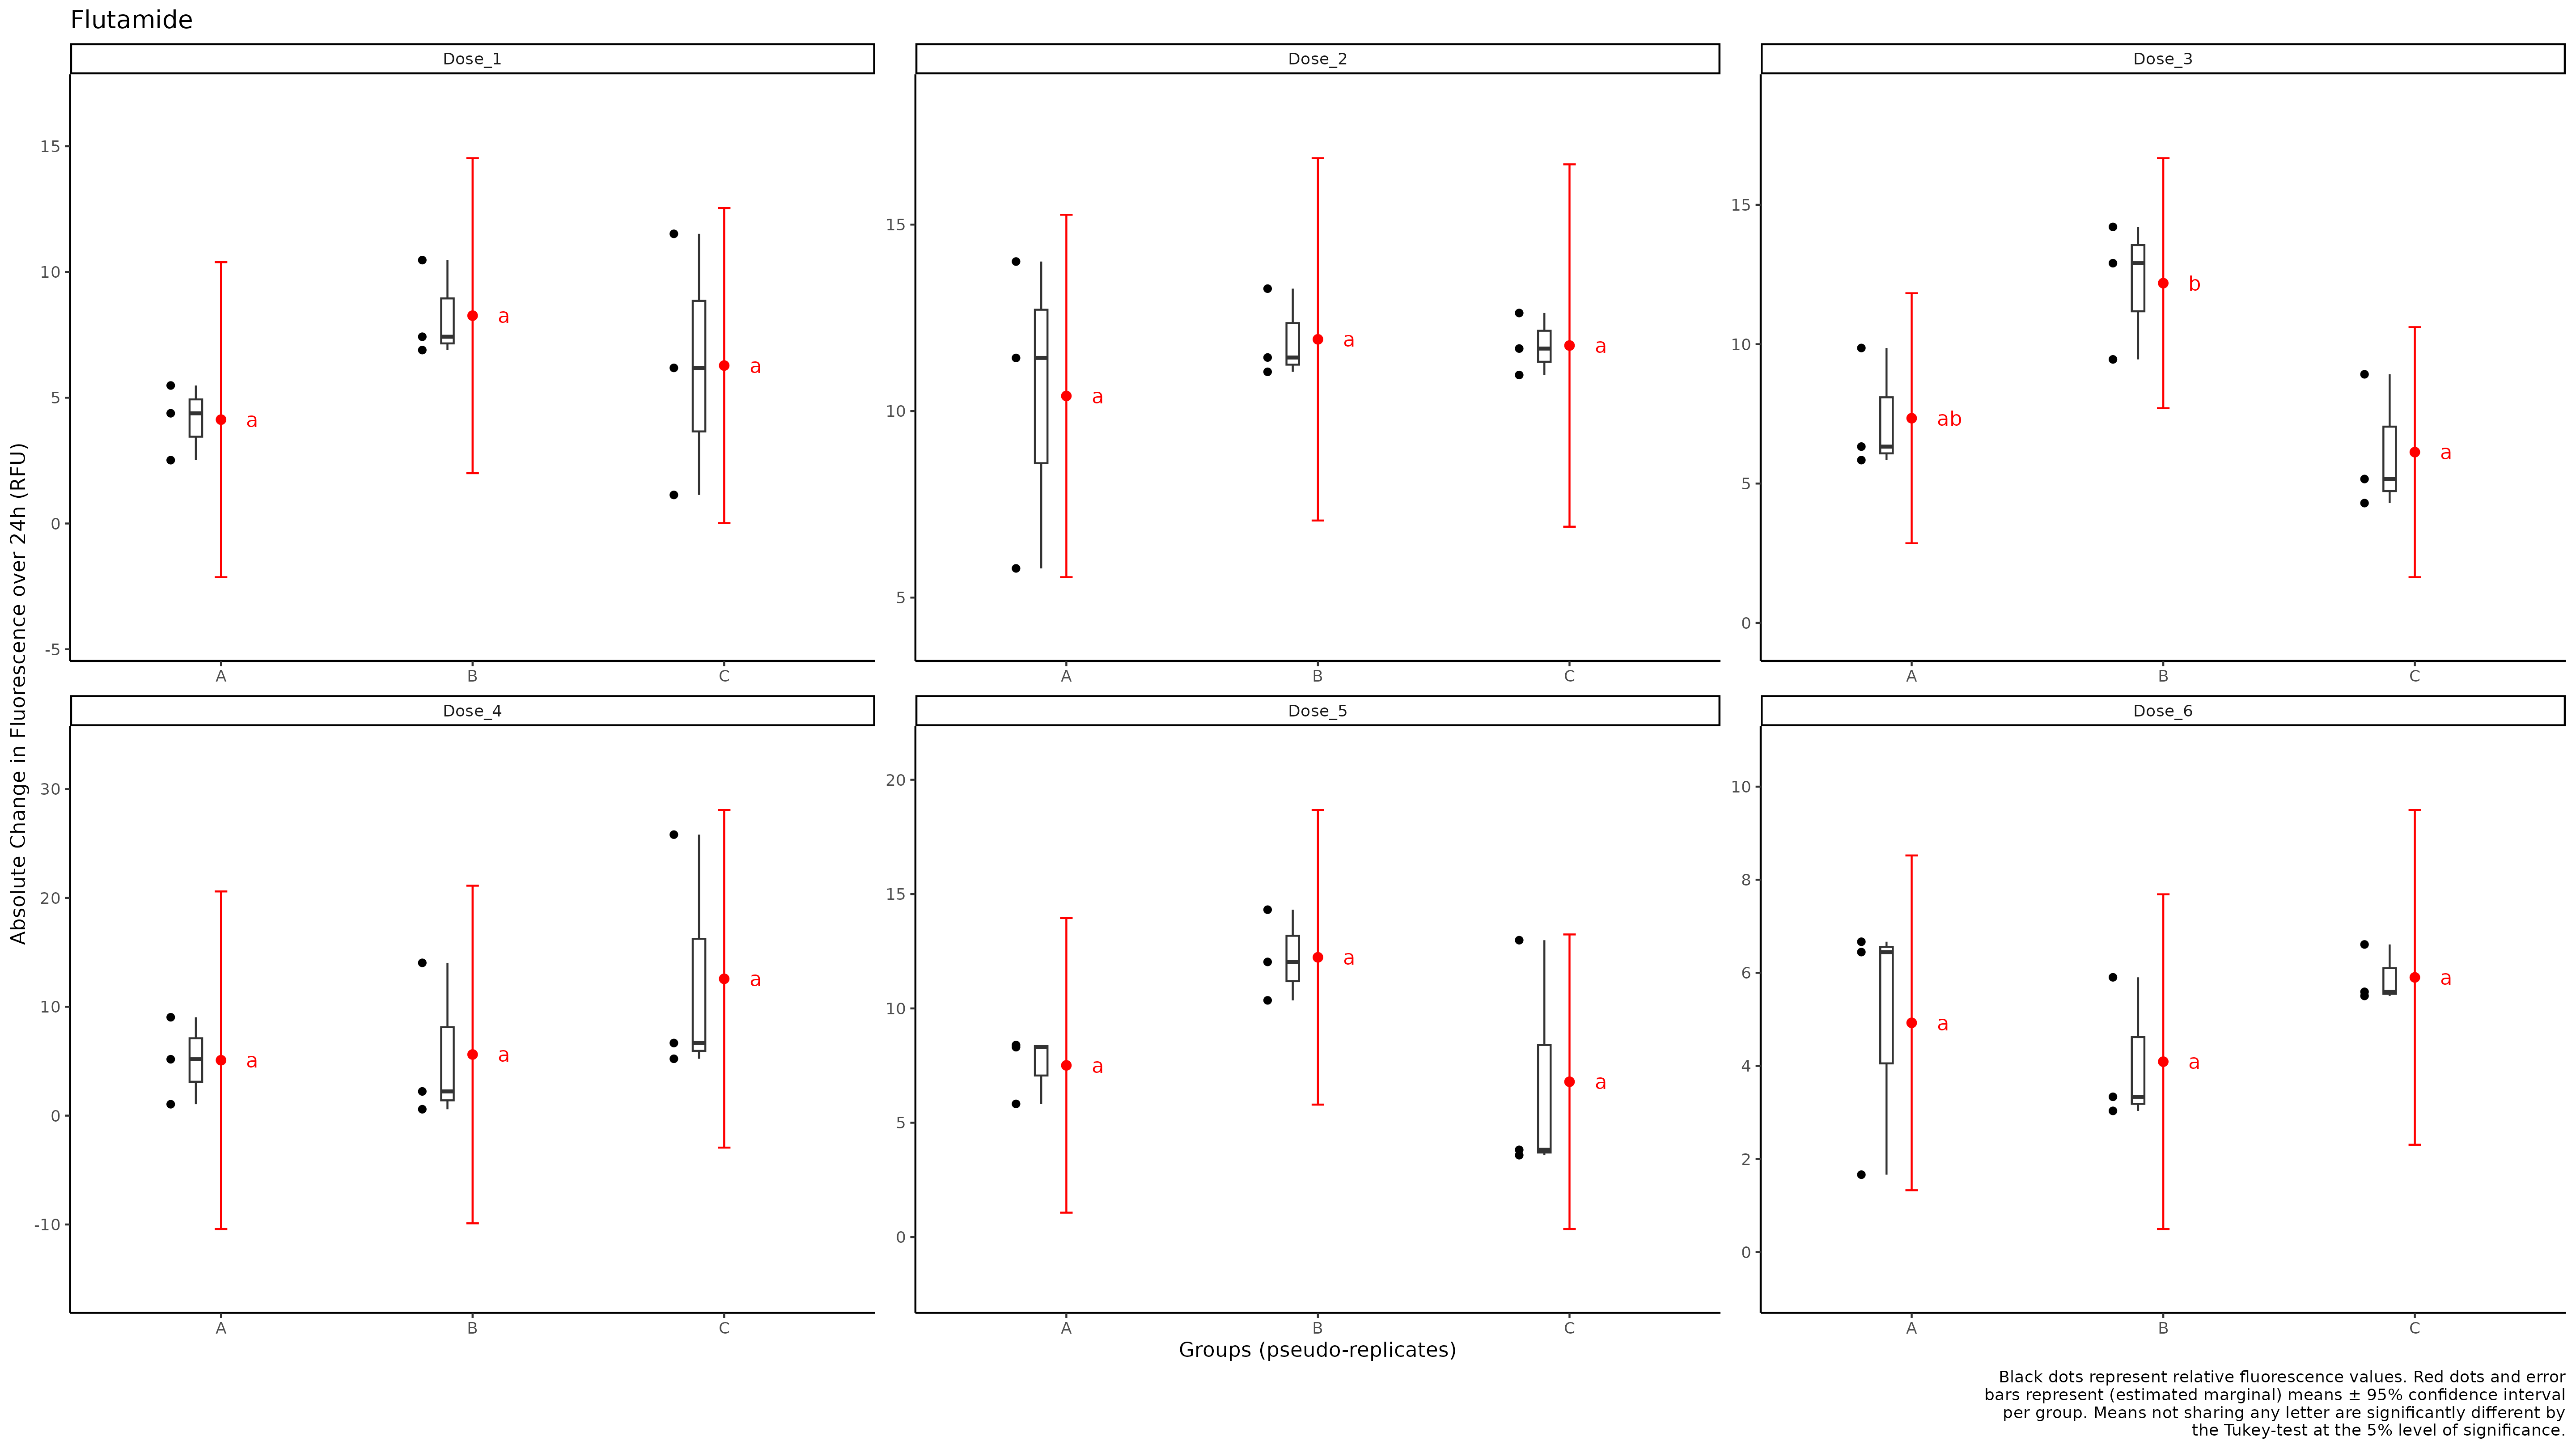 Flutamide
Absolute Change in Fluorescence over 24h (RFU)
Dose_1
15
10
5
0
-5
a
a
a
A
B
C
Dose_2
15
10
5
a
a
a
A
B
C
Dose_3
15
10
5
0
ab
b
a
A
B
C
Dose_4
30
20
10
0
-10
a
a
a
A
B
C
Dose_5
20
15
10
5
0
a
a
a
A
B
C
Dose_6
10
8
6
4
2
0
a
a
a
A
B
C
Groups (pseudo-replicates)
Black dots represent relative fluorescence values. Red dots and error
bars represent (estimated marginal) means ± 95% confidence interval
per group. Means not sharing any letter are significantly different by
the Tukey-test at the 5% level of significance.